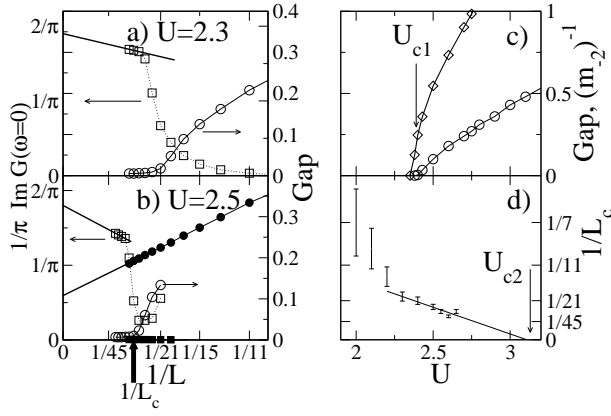 2/π
a) U=2.3
0.4
0.3
1/π
0.2
0.1
0
1/π Im G(ω=0)
Gap
2/π
b) U=2.5
0.3
1/π
0.2
0.1
0
0
1/45
1/21
1/15
1/11
1/L
1/L_c
U_c1
c)
1
0.5
0
Gap, (m_-2)^-1
d)
U_c2
1/7
1/11
1/21
1/45
1/L_c
2
2.5
3
U